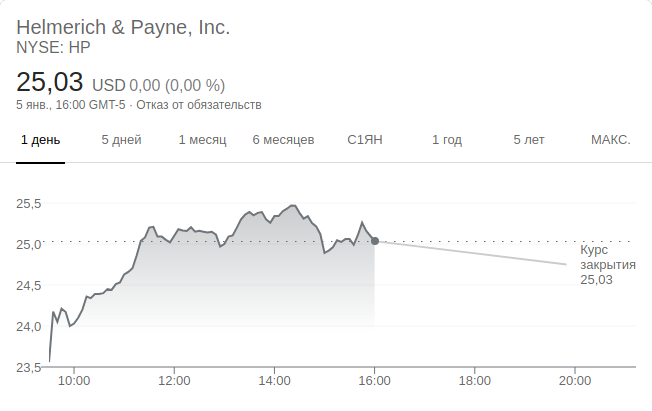 Helmerich & Payne, Inc.
NYSE: HP
25,03 USD 0,00 (0,00 %)
5 янв., 16:00 GMT-5 · Отказ от обязательств
1 день 5 дней 1 месяц 6 месяцев С1ЯН 1 год 5 лет МАКС.
25,5
25,0
24,5
24,0
23,5
Курс
закрытия
25,03
10:00 12:00 14:00 16:00 18:00 20:00